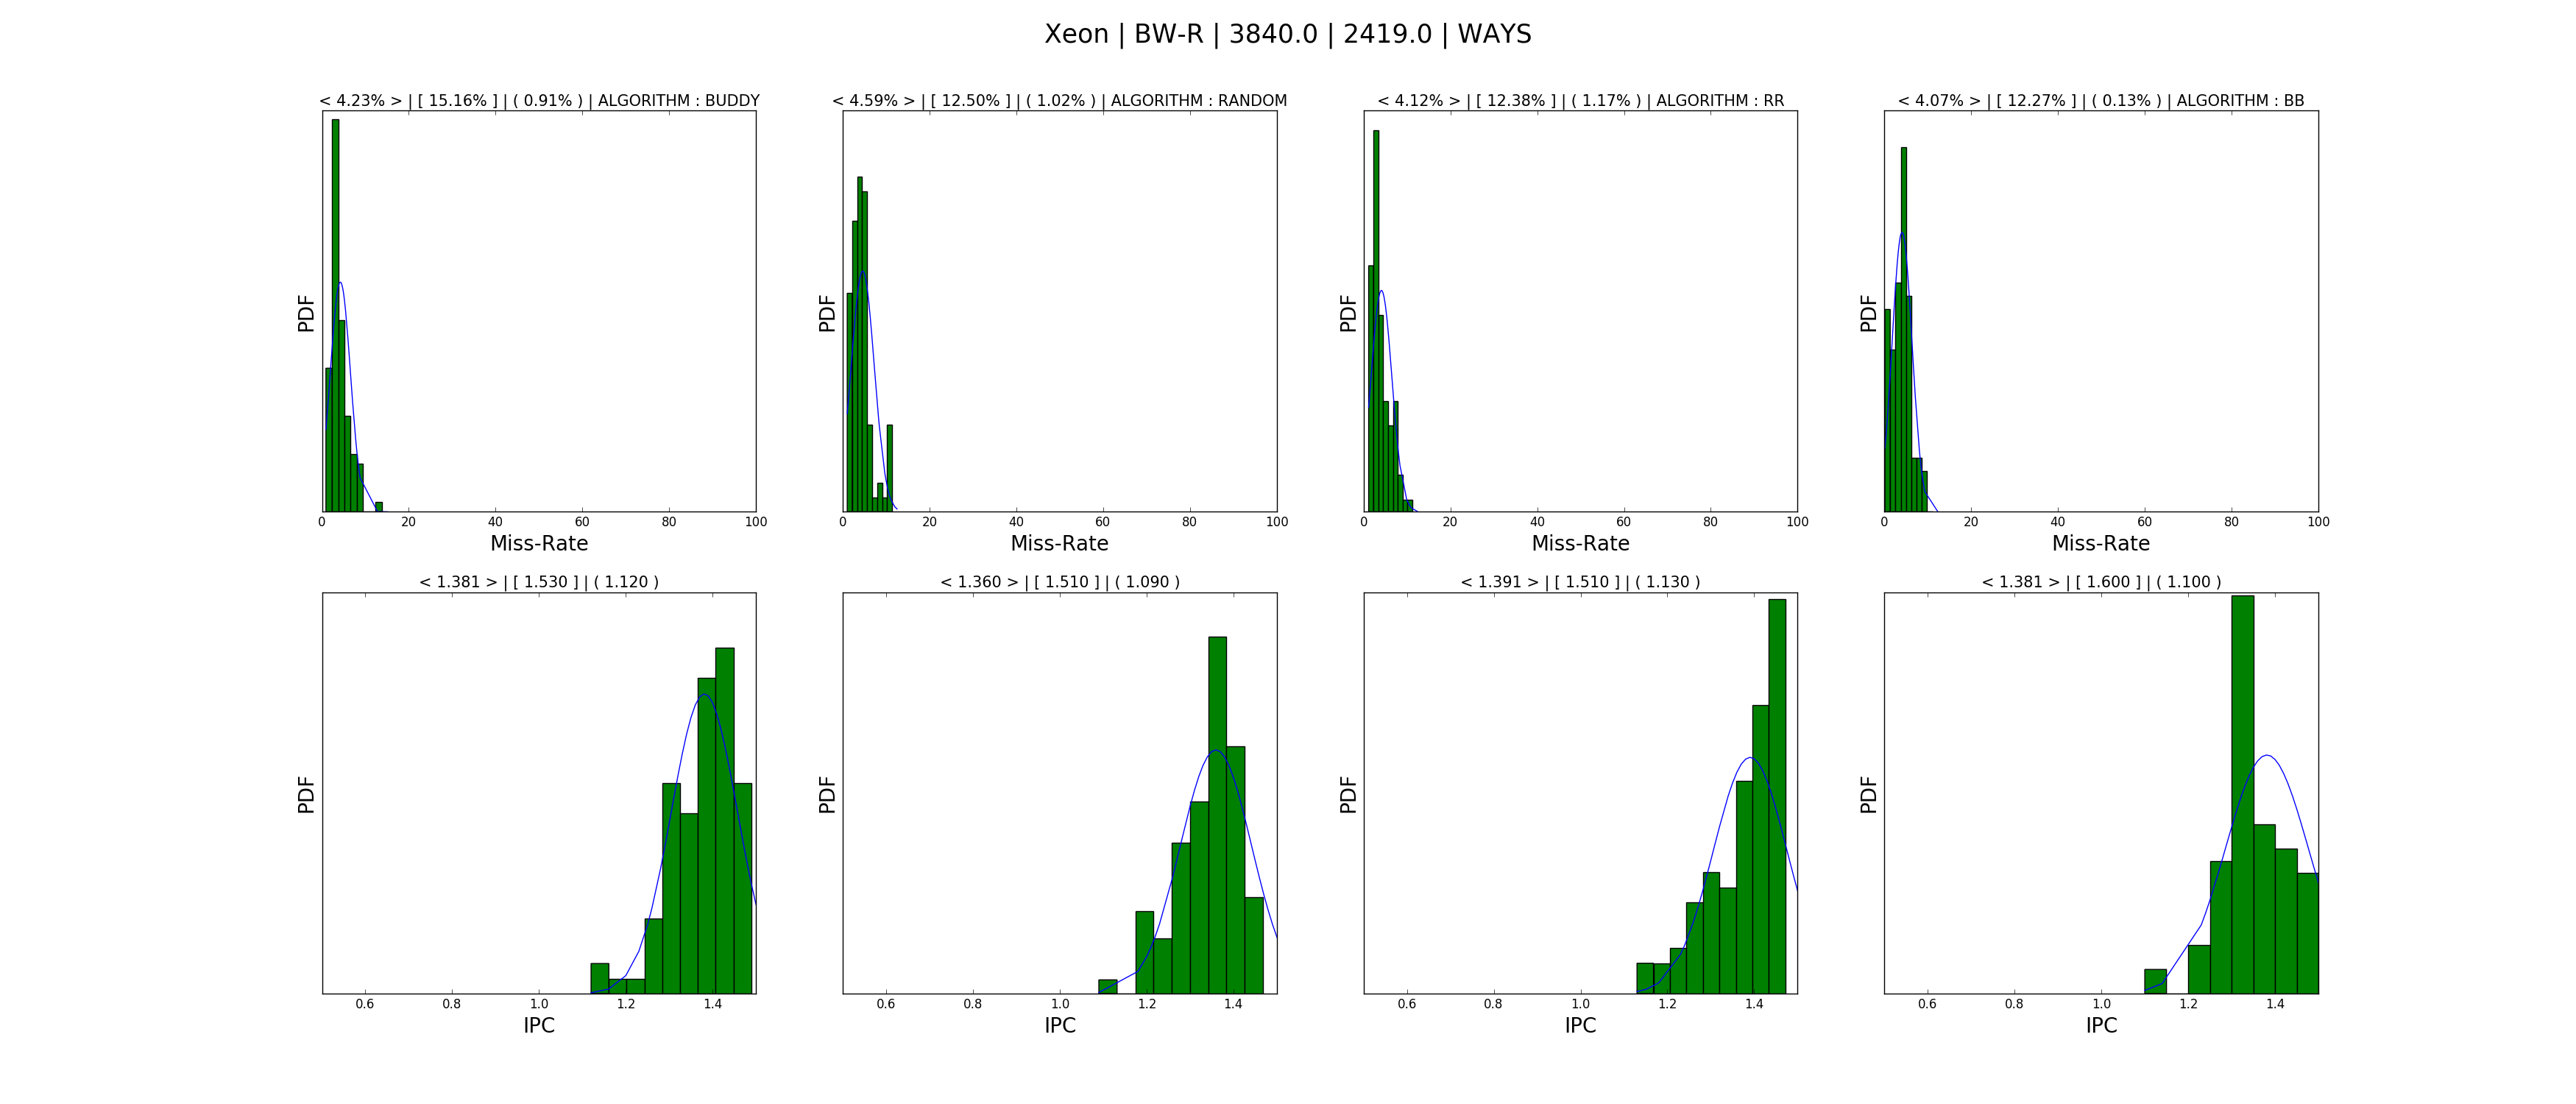 Xeon | BW-R | 3840.0 | 2419.0 | WAYS
< 4.23% > | [ 15.16% ] | ( 0.91% ) | ALGORITHM : BUDDY
PDF
0 20 40 60 80 100
Miss-Rate
< 4.59% > | [ 12.50% ] | ( 1.02% ) | ALGORITHM : RANDOM
PDF
0 20 40 60 80 100
Miss-Rate
< 4.12% > | [ 12.38% ] | ( 1.17% ) | ALGORITHM : RR
PDF
0 20 40 60 80 100
Miss-Rate
< 4.07% > | [ 12.27% ] | ( 0.13% ) | ALGORITHM : BB
PDF
0 20 40 60 80 100
Miss-Rate
< 1.381 > | [ 1.530 ] | ( 1.120 )
PDF
0.6 0.8 1.0 1.2 1.4
IPC
< 1.360 > | [ 1.510 ] | ( 1.090 )
PDF
0.6 0.8 1.0 1.2 1.4
IPC
< 1.391 > | [ 1.510 ] | ( 1.130 )
PDF
0.6 0.8 1.0 1.2 1.4
IPC
< 1.381 > | [ 1.600 ] | ( 1.100 )
PDF
0.6 0.8 1.0 1.2 1.4
IPC